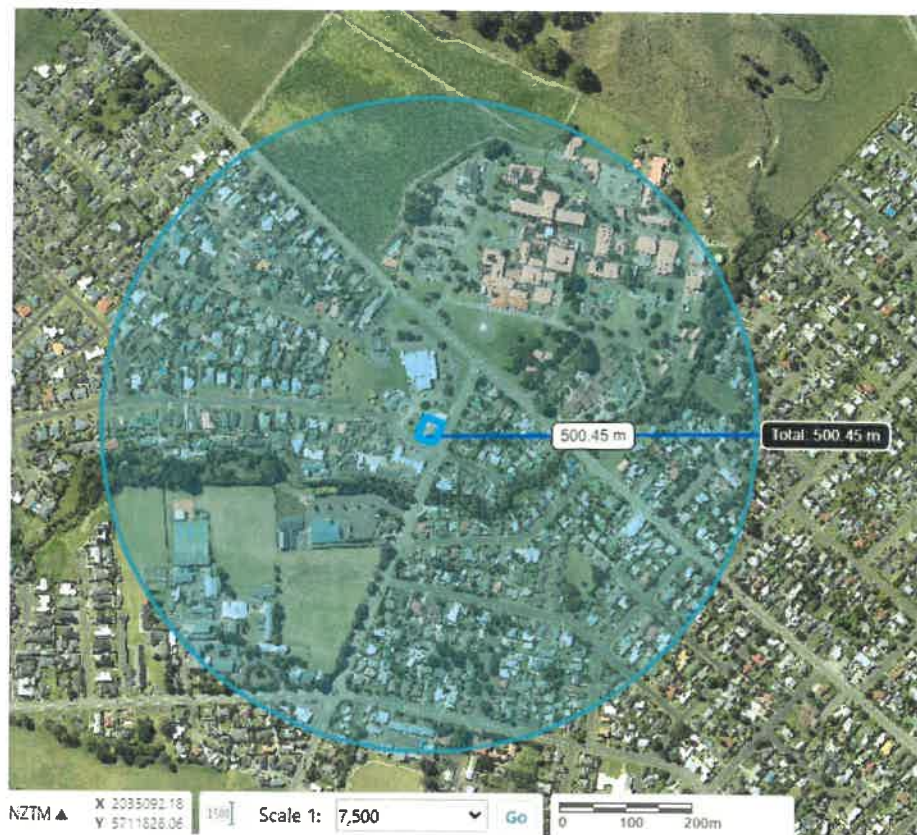 500.45 m
Total: 500.45 m
NZTM ▲
X 2035092.18
Y: 5711828.06
Scale 1:
7,500
Go
0 100 200m